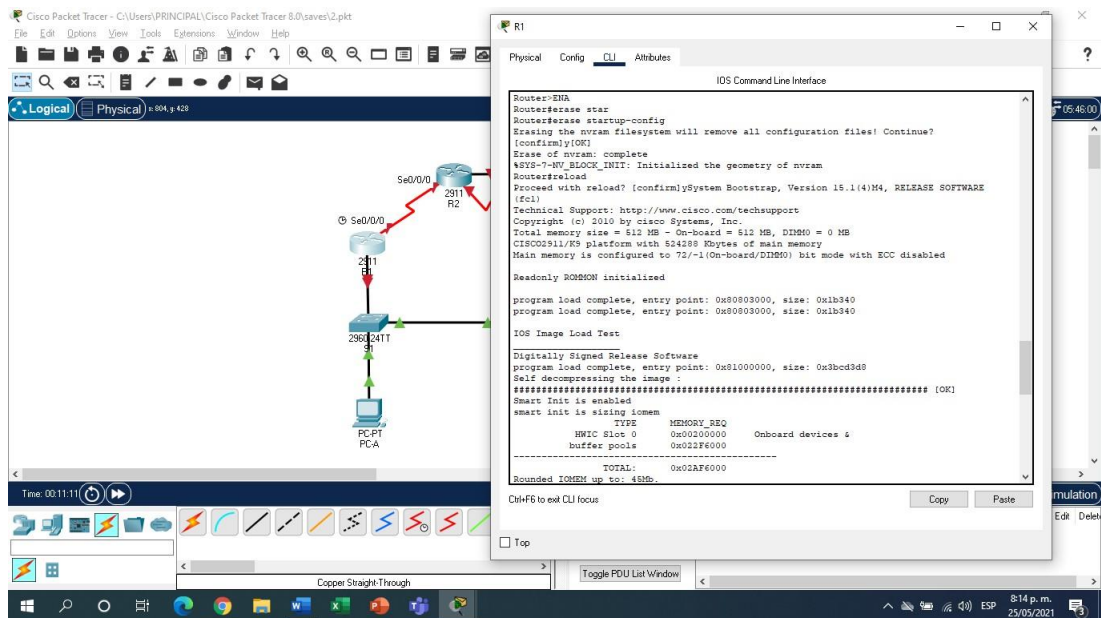 Cisco Packet Tracer - C:\Users\PRINCIPAL\Cisco Packet Tracer 8.0\saves\2.pkt
File Edit Options View Tools Extensions Window Help
?
Logical
Physical
x: 804, y: 428
05:46:00
Se0/0/0
2911
R2
Se0/0/0
2911
R1
2960-24TT
S1
PC-PT
PC-A
Time: 00:11:11
Copper Straight-Through
R1
Physical Config CLI Attributes
IOS Command Line Interface
Router>ENA
Router#erase star
Router#erase startup-config
Erasing the nvram filesystem will remove all configuration files! Continue?
[confirm]y[OK]
Erase of nvram: complete
%SYS-7-NV_BLOCK_INIT: Initialized the geometry of nvram
Router#reload
Proceed with reload? [confirm]ySystem Bootstrap, Version 15.1(4)M4, RELEASE SOFTWARE
(fc1)
Technical Support: http://www.cisco.com/techsupport
Copyright (c) 2010 by cisco Systems, Inc.
Total memory size = 512 MB - On-board = 512 MB, DIMM0 = 0 MB
CISCO2911/K9 platform with 524288 Kbytes of main memory
Main memory is configured to 72/-1(On-board/DIMM0) bit mode with ECC disabled
Readonly ROMMON initialized
program load complete, entry point: 0x80803000, size: 0x1b340
program load complete, entry point: 0x80803000, size: 0x1b340
IOS Image Load Test
___________________
Digitally Signed Release Software
program load complete, entry point: 0x81000000, size: 0x3bcd3d8
Self decompressing the image :
########################################################################## [OK]
Smart Init is enabled
smart init is sizing iomem
TYPE MEMORY_REQ
HWIC Slot 0 0x00200000 Onboard devices &
buffer pools 0x022F6000
-----------------------------------------------
TOTAL: 0x02AF6000
Rounded IOMEM up to: 45Mb.
Ctrl+F6 to exit CLI focus
Copy
Paste
Top
Toggle PDU List Window
Edit
ESP
8:14 p. m.
25/05/2021
3